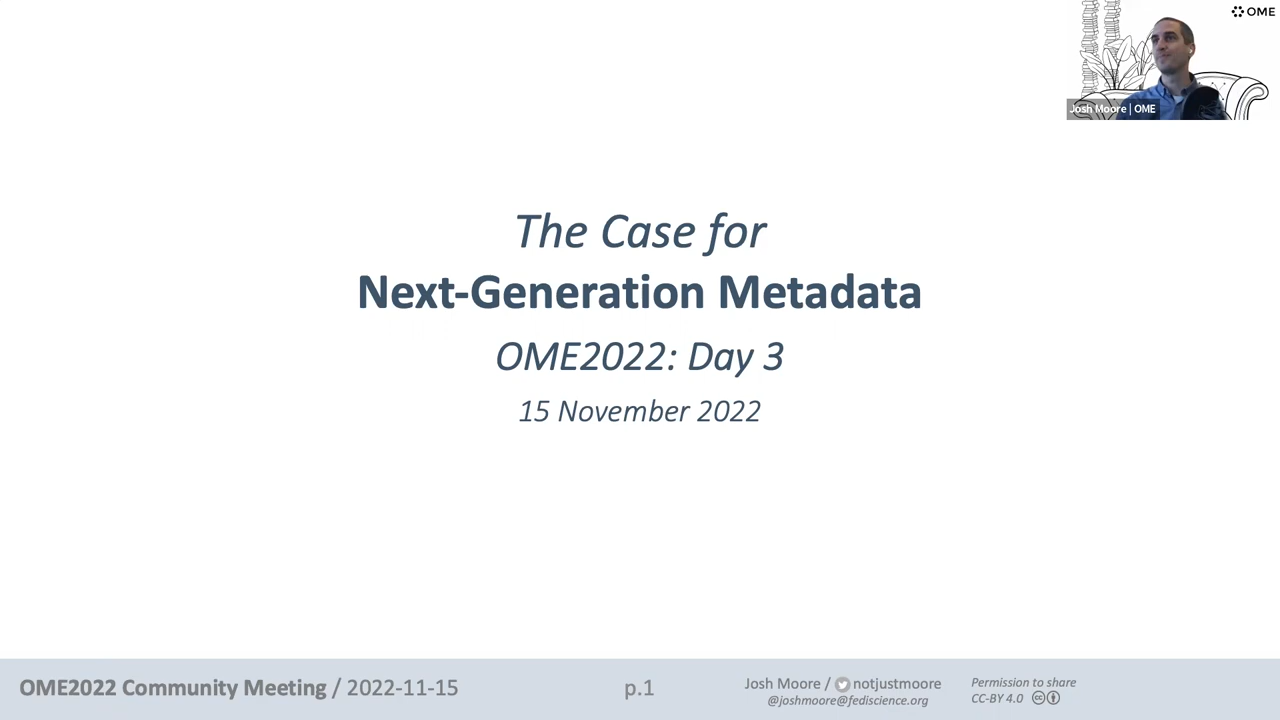 OME
Josh Moore | OME
The Case for
Next-Generation Metadata
OME2022: Day 3
15 November 2022
OME2022 Community Meeting / 2022-11-15
p.1
Josh Moore / notjustmoore
@joshmoore@fediscience.org
Permission to share
CC-BY 4.0